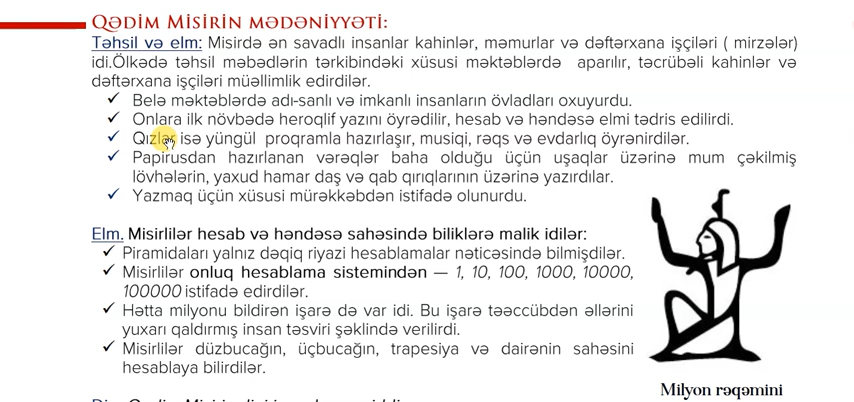 QƏDİM MİSİRİN MƏDƏNİYYƏTİ:
Təhsil və elm: Misirdə ən savadlı insanlar kahinlər, məmurlar və dəftərxana işçiləri ( mirzələr)
idi.Ölkədə təhsil məbədlərin tərkibindəki xüsusi məktəblərdə aparılır, təcrübəli kahinlər və
dəftərxana işçiləri müəllimlik edirdilər.
✓ Belə məktəblərdə adı-sanlı və imkanlı insanların övladları oxuyurdu.
✓ Onlara ilk növbədə heroqlif yazını öyrədilir, hesab və həndəsə elmi tədris edilirdi.
✓ Qızlar isə yüngül proqramla hazırlaşır, musiqi, rəqs və evdarlıq öyrənirdilər.
✓ Papirusdan hazırlanan vərəqlər baha olduğu üçün uşaqlar üzərinə mum çəkilmiş
lövhələrin, yaxud hamar daş və qab qırıqlarının üzərinə yazırdılar.
✓ Yazmaq üçün xüsusi mürəkkəbdən istifadə olunurdu.
Elm. Misirlilər hesab və həndəsə sahəsində biliklərə malik idilər:
✓ Piramidaları yalnız dəqiq riyazi hesablamalar nəticəsində bilmişdilər.
✓ Misirlilər onluq hesablama sistemindən — 1, 10, 100, 1000, 10000,
100000 istifadə edirdilər.
✓ Hətta milyonu bildirən işarə də var idi. Bu işarə təəccübdən əllərini
yuxarı qaldırmış insan təsviri şəklində verilirdi.
✓ Misirlilər düzbucağın, üçbucağın, trapesiya və dairənin sahəsini
hesablaya bilirdilər.
Milyon rəqəmini